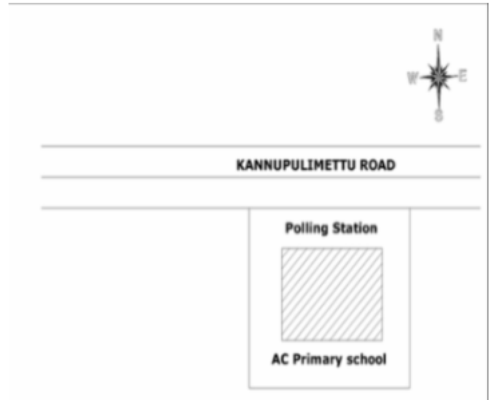 N
W E
S
KANNUPULIMETTU ROAD
Polling Station
AC Primary school